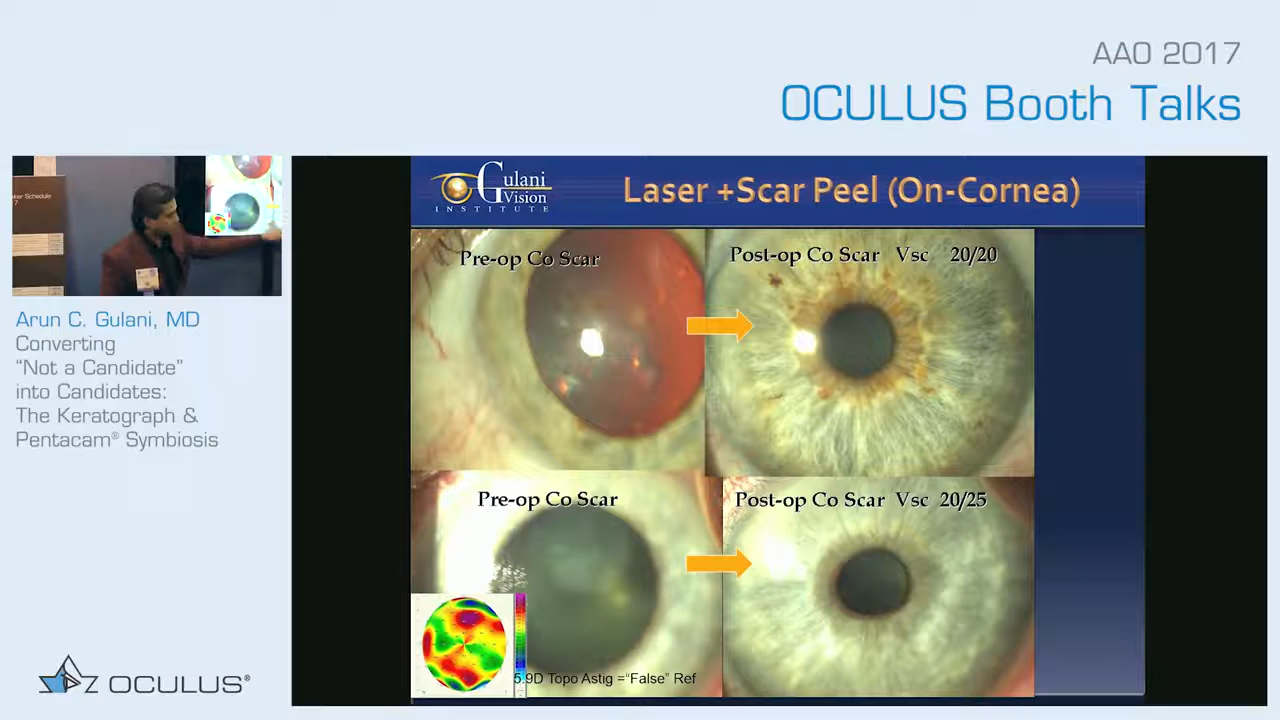 AAO 2017
OCULUS Booth Talks
Schedule
7
Arun C. Gulani, MD
Converting
“Not a Candidate”
into Candidates:
The Keratograph &
Pentacam® Symbiosis
OCULUS®
Gulani
Vision
INSTITUTE
Laser +Scar Peel (On-Cornea)
Pre-op Co Scar
Post-op Co Scar Vsc 20/20
Pre-op Co Scar
Post-op Co Scar Vsc 20/25
5.9D Topo Astig =“False” Ref